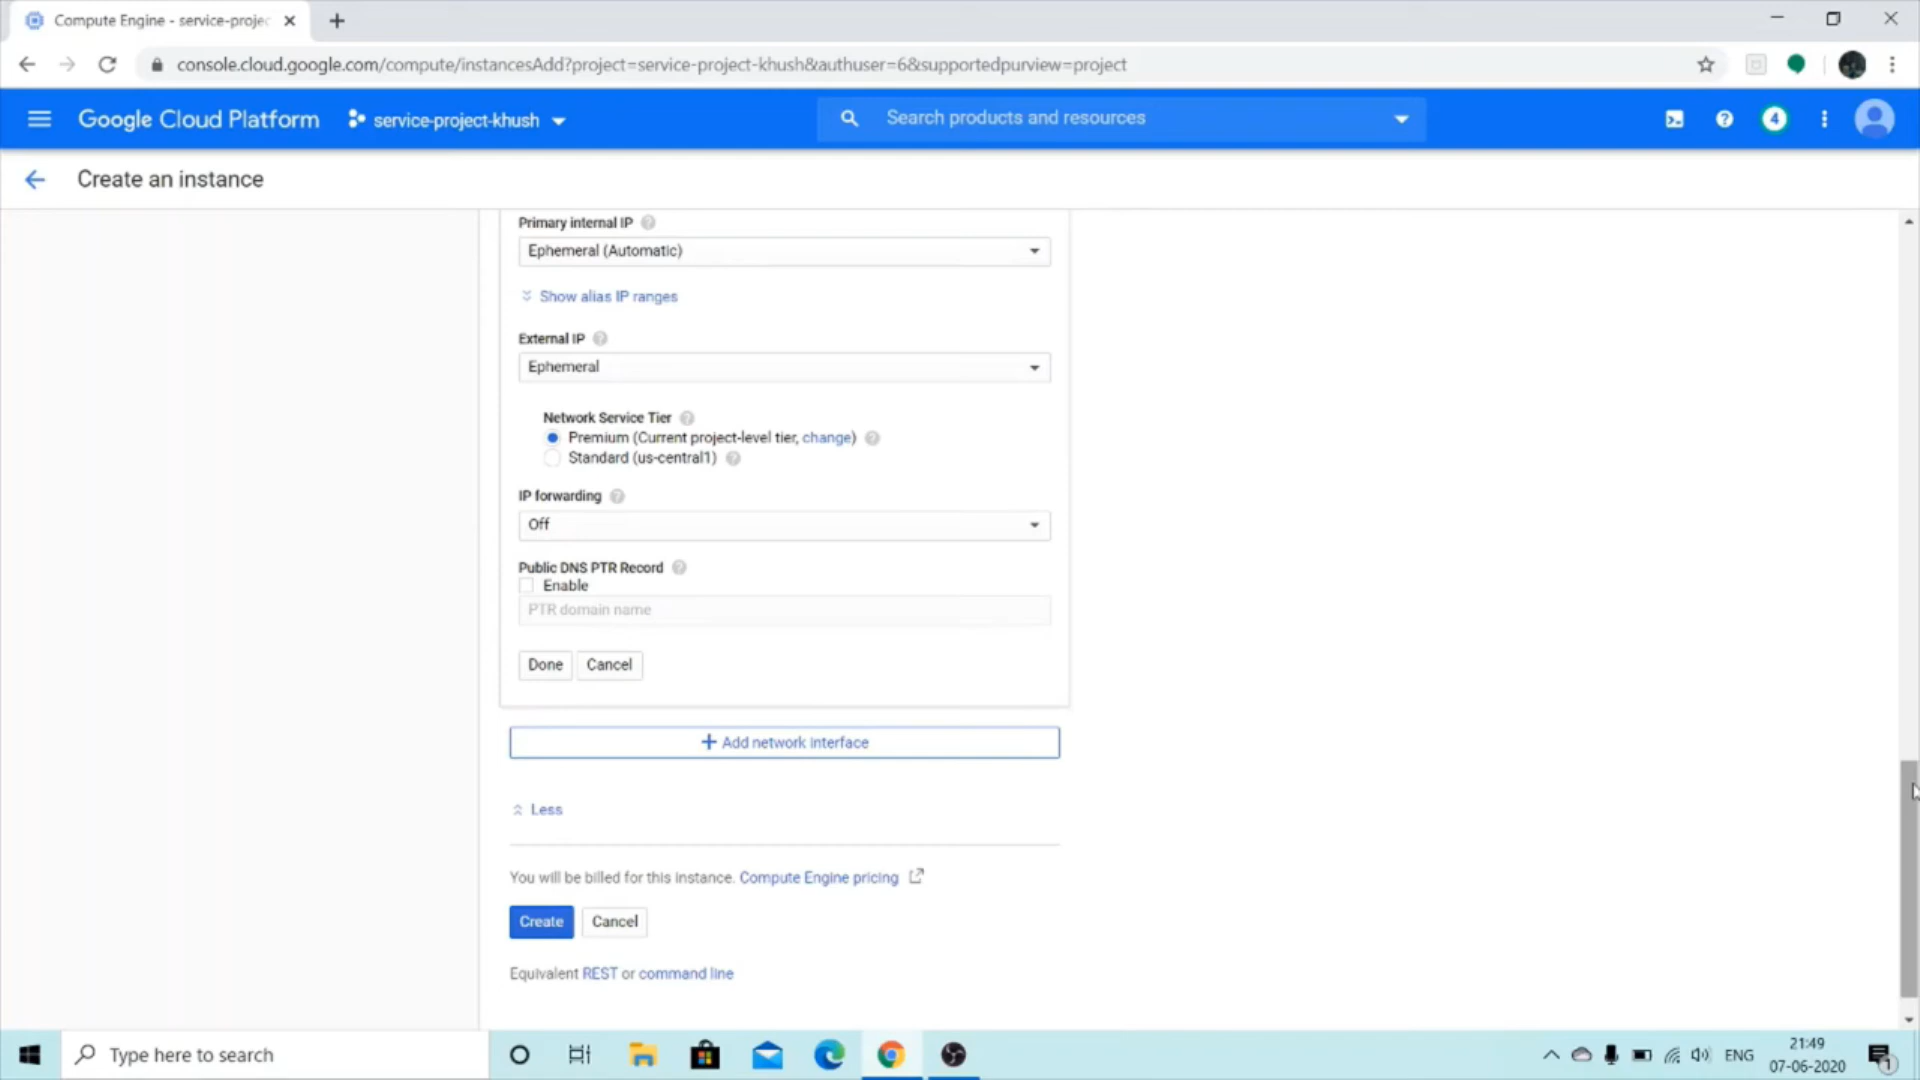 Compute Engine - service-projec
console.cloud.google.com/compute/instancesAdd?project=service-project-khush&authuser=6&supportedpurview=project
Google Cloud Platform
service-project-khush
Search products and resources
4
Create an instance
Primary internal IP
Ephemeral (Automatic)
Show alias IP ranges
External IP
Ephemeral
Network Service Tier
Premium (Current project-level tier, change)
Standard (us-central1)
IP forwarding
Off
Public DNS PTR Record
Enable
PTR domain name
Done Cancel
+ Add network interface
Less
You will be billed for this instance. Compute Engine pricing
Create Cancel
Equivalent REST or command line
Type here to search
ENG
21:49
07-06-2020
1